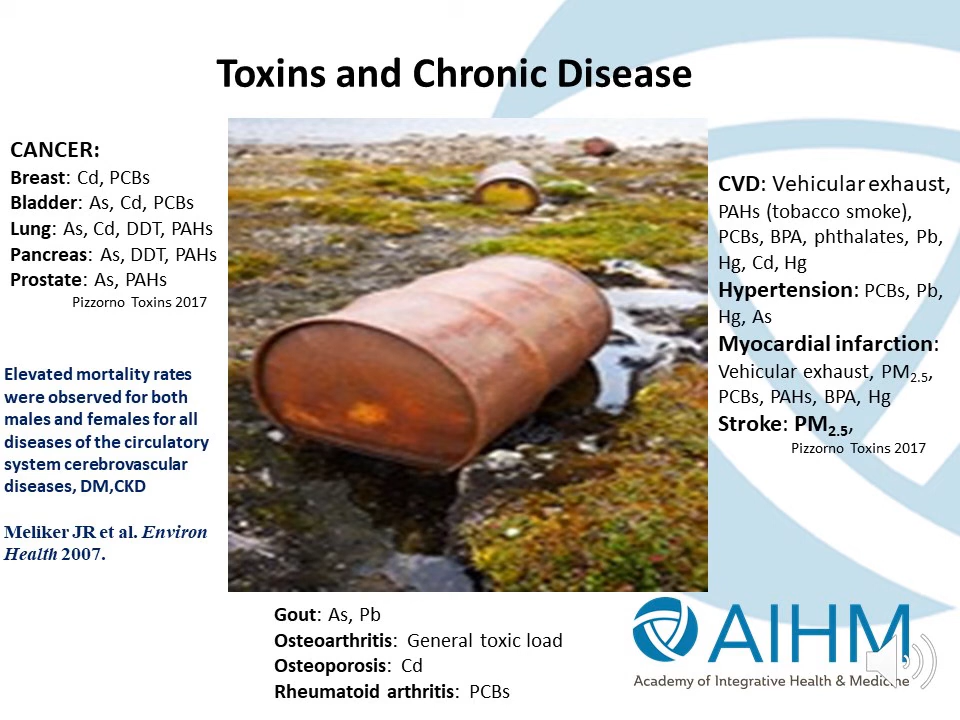 Toxins and Chronic Disease
CANCER:
Breast: Cd, PCBs
Bladder: As, Cd, PCBs
Lung: As, Cd, DDT, PAHs
Pancreas: As, DDT, PAHs
Prostate: As, PAHs
Pizzorno Toxins 2017
Elevated mortality rates
were observed for both
males and females for all
diseases of the circulatory
system cerebrovascular
diseases, DM,CKD
Meliker JR et al. Environ
Health 2007.
CVD: Vehicular exhaust,
PAHs (tobacco smoke),
PCBs, BPA, phthalates, Pb,
Hg, Cd, Hg
Hypertension: PCBs, Pb,
Hg, As
Myocardial infarction:
Vehicular exhaust, PM2.5,
PCBs, PAHs, BPA, Hg
Stroke: PM2.5,
Pizzorno Toxins 2017
Gout: As, Pb
Osteoarthritis: General toxic load
Osteoporosis: Cd
Rheumatoid arthritis: PCBs
AIHM
Academy of Integrative Health & Medicine